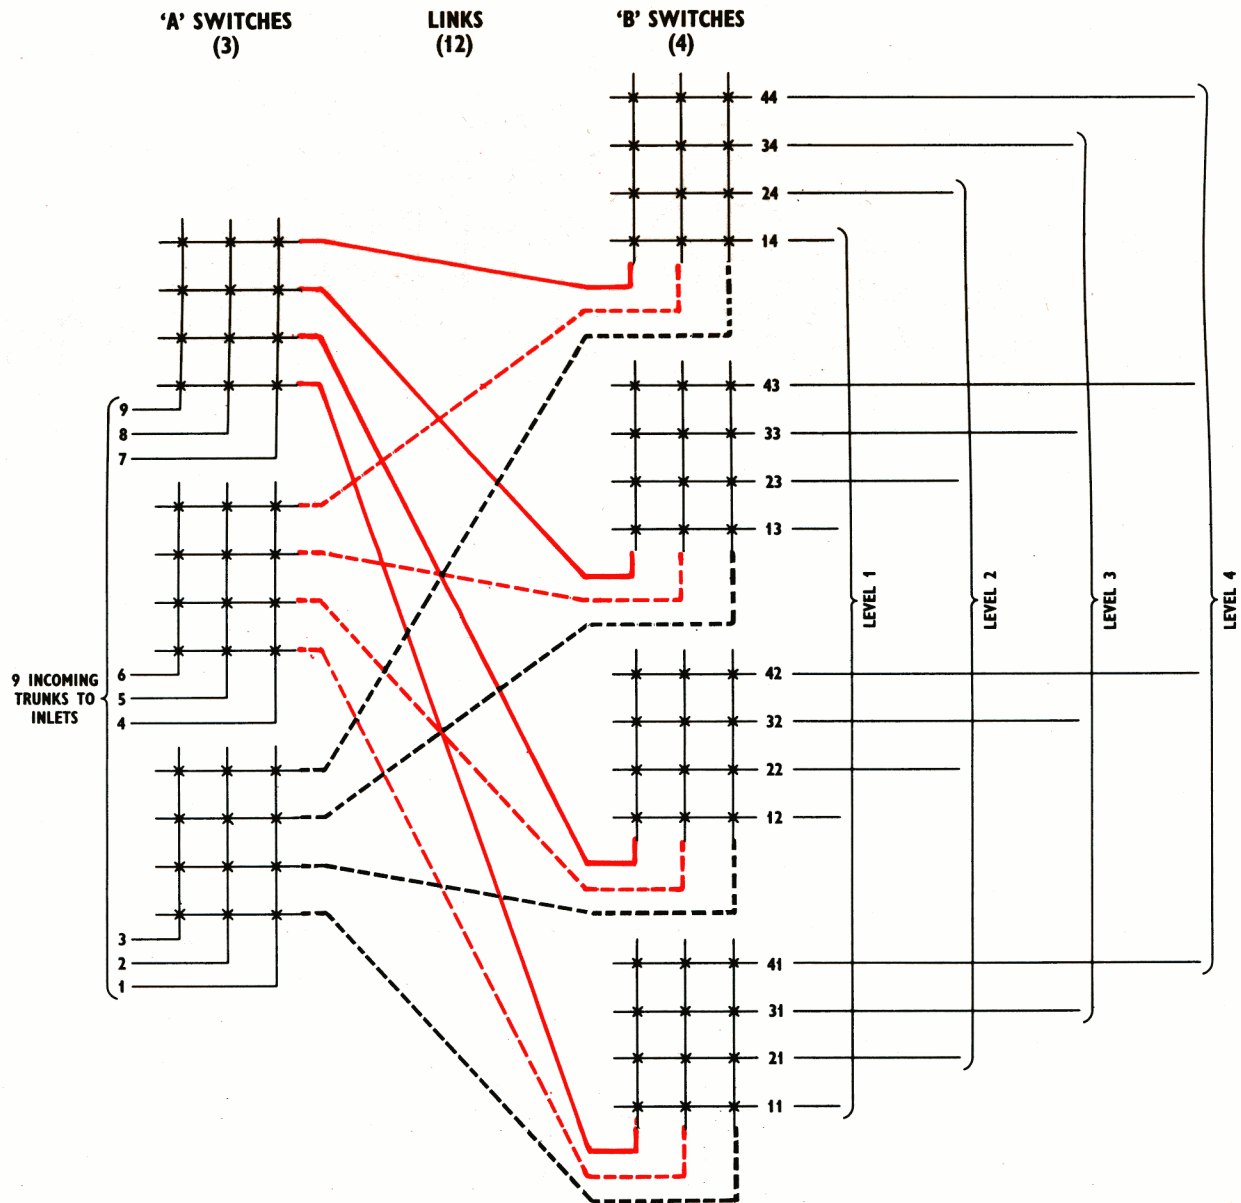 'A' SWITCHES
(3)
LINKS
(12)
'B' SWITCHES
(4)
44
34
24
14
43
33
23
13
42
32
22
12
41
31
21
11
9
8
7
6
5
4
3
2
1
9 INCOMING
TRUNKS TO
INLETS
LEVEL 1
LEVEL 2
LEVEL 3
LEVEL 4